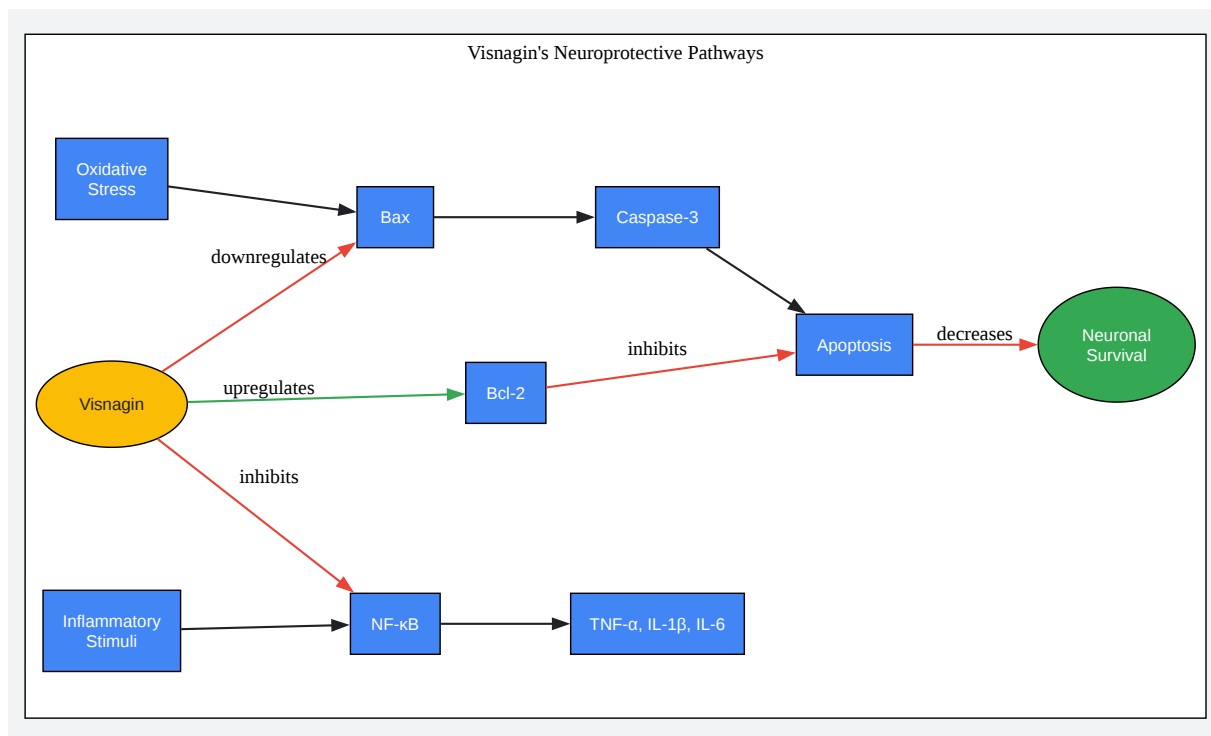 Visnagin's Neuroprotective Pathways
Oxidative
Stress
Bax
Caspase-3
downregulates
Apoptosis
decreases
Neuronal
Survival
inhibits
Visnagin
upregulates
Bcl-2
inhibits
Inflammatory
Stimuli
NF-κB
TNF-α, IL-1β, IL-6